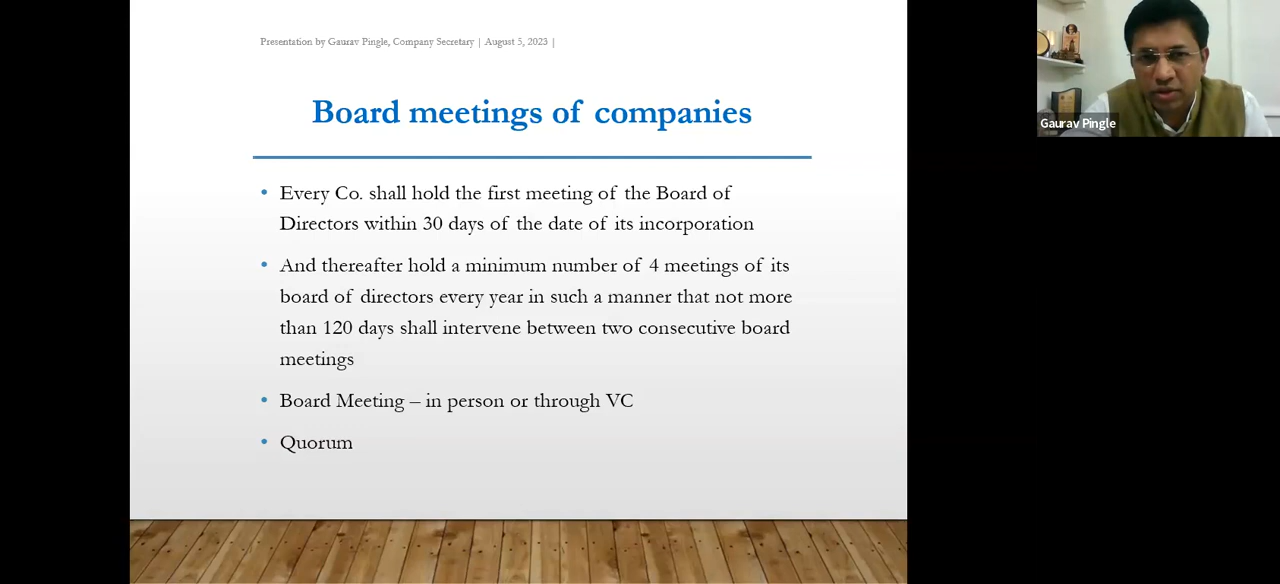 Presentation by Gaurav Pingle, Company Secretary | August 5, 2023 |
Board meetings of companies
• Every Co. shall hold the first meeting of the Board of
Directors within 30 days of the date of its incorporation
• And thereafter hold a minimum number of 4 meetings of its
board of directors every year in such a manner that not more
than 120 days shall intervene between two consecutive board
meetings
• Board Meeting – in person or through VC
• Quorum
Gaurav Pingle